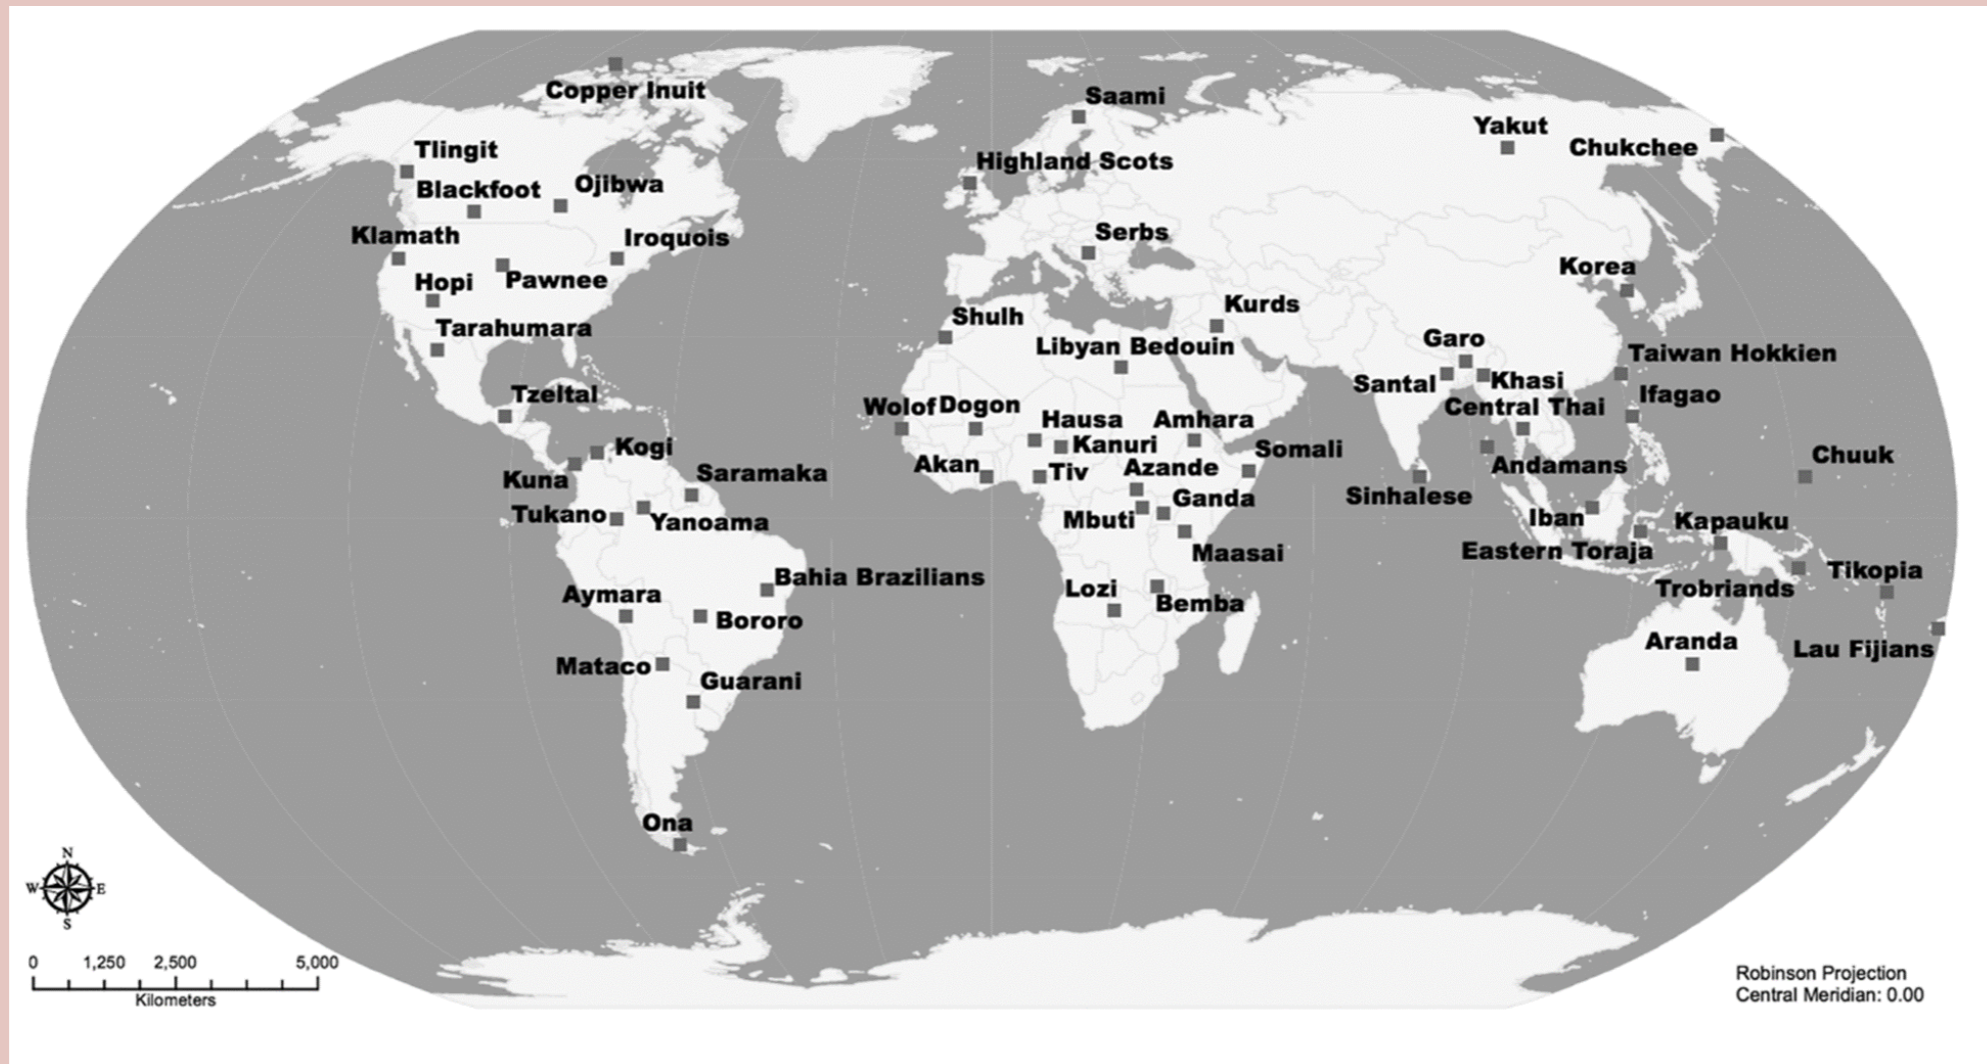 Copper Inuit
Saami
Yakut
Chukchee
Tlingit
Highland Scots
Blackfoot
Ojibwa
Klamath
Iroquois
Serbs
Korea
Hopi
Pawnee
Kurds
Shulh
Tarahumara
Libyan Bedouin
Garo
Taiwan Hokkien
Santal
Khasi
Tzeltal
Ifagao
Wolof
Dogon
Central Thai
Hausa
Amhara
Kogi
Kanuri
Somali
Chuuk
Akan
Tiv
Azande
Andamans
Kuna
Saramaka
Sinhalese
Ganda
Tukano
Yanoama
Mbuti
Iban
Kapauku
Maasai
Eastern Toraja
Bahia Brazilians
Tikopia
Aymara
Lozi
Bemba
Trobriands
Bororo
Aranda
Lau Fijians
Mataco
Guarani
Ona
N
W
E
S
0 1,250 2,500 5,000
Kilometers
Robinson Projection
Central Meridian: 0.00